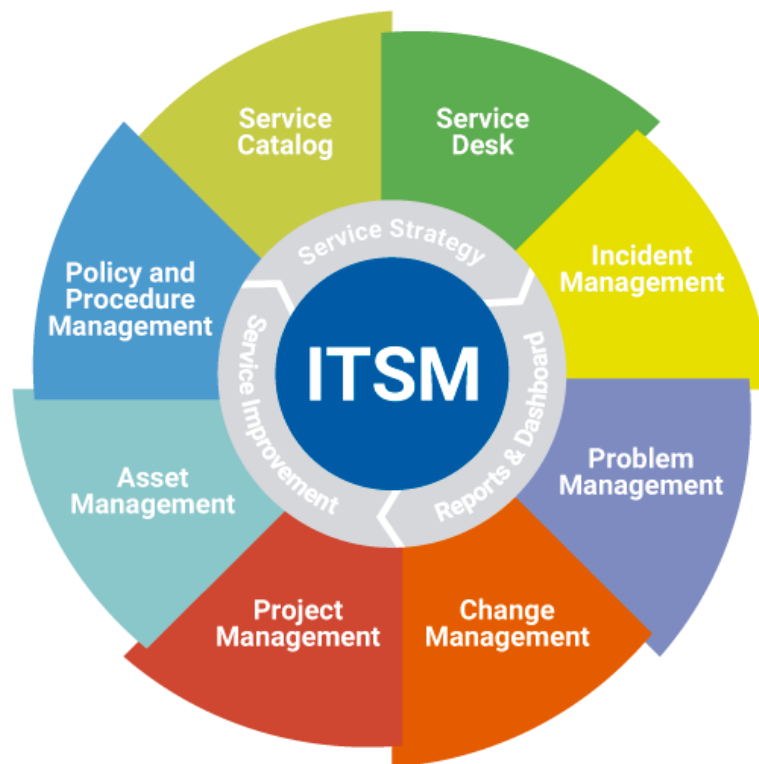 Service
Catalog
Service
Desk
Incident
Management
Problem
Management
Change
Management
Project
Management
Asset
Management
Policy and
Procedure
Management
Service Strategy
Reports & Dashboard
Service Improvement
ITSM